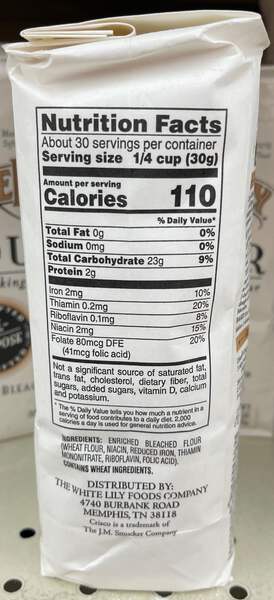 Nutrition Facts
About 30 servings per container
Serving size 1/4 cup (30g)
Amount per serving
Calories 110
% Daily Value*
Total Fat 0g 0%
Sodium 0mg 0%
Total Carbohydrate 23g 9%
Protein 2g
Iron 2mg 10%
Thiamin 0.2mg 20%
Riboflavin 0.1mg 8%
Niacin 2mg 15%
Folate 80mcg DFE 20%
(41mcg folic acid)
Not a significant source of saturated fat,
trans fat, cholesterol, dietary fiber, total
sugars, added sugars, vitamin D, calcium
and potassium.
* The % Daily Value tells you how much a nutrient in a
serving of food contributes to a daily diet. 2,000
calories a day is used for general nutrition advice.
INGREDIENTS: ENRICHED BLEACHED FLOUR
(WHEAT FLOUR, NIACIN, REDUCED IRON, THIAMIN
MONONITRATE, RIBOFLAVIN, FOLIC ACID).
CONTAINS WHEAT INGREDIENTS.
DISTRIBUTED BY:
THE WHITE LILY FOODS COMPANY
4740 BURBANK ROAD
MEMPHIS, TN 38118
Crisco is a trademark of
The J.M. Smucker Company